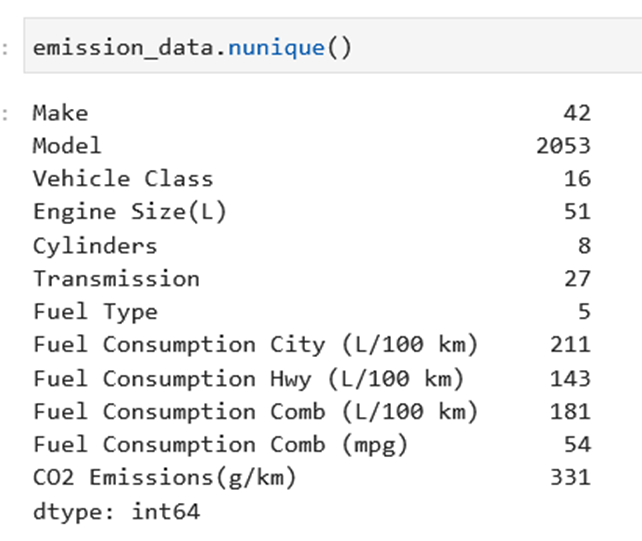 : emission_data.nunique()
: Make 42
Model 2053
Vehicle Class 16
Engine Size(L) 51
Cylinders 8
Transmission 27
Fuel Type 5
Fuel Consumption City (L/100 km) 211
Fuel Consumption Hwy (L/100 km) 143
Fuel Consumption Comb (L/100 km) 181
Fuel Consumption Comb (mpg) 54
CO2 Emissions(g/km) 331
dtype: int64